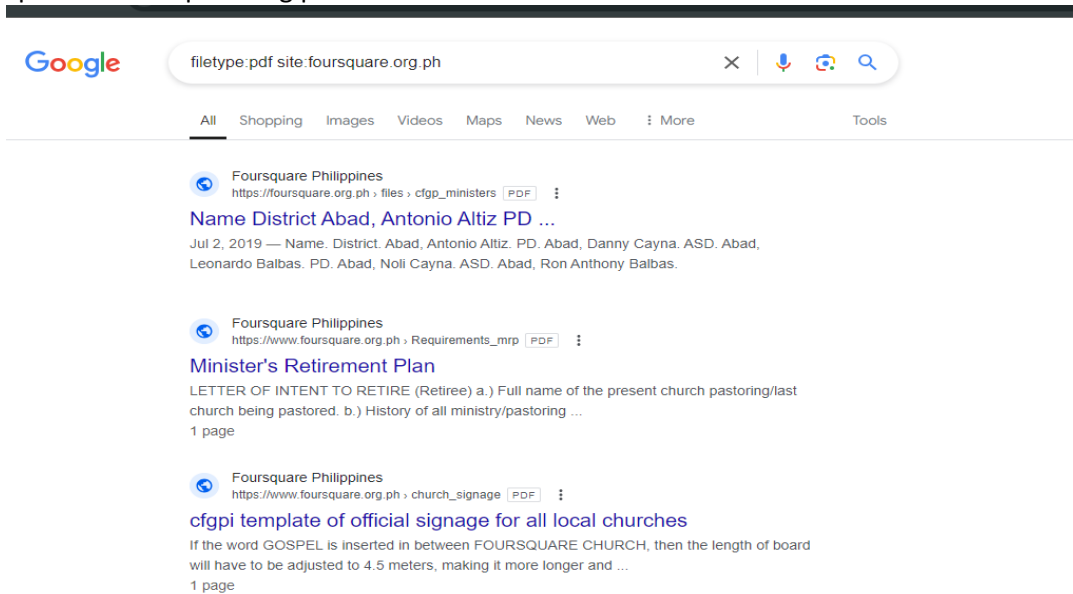 Google
filetype:pdf site:foursquare.org.ph
All Shopping Images Videos Maps News Web More Tools
Foursquare Philippines
https://foursquare.org.ph › files › cfgp_ministers PDF
Name District Abad, Antonio Altiz PD ...
Jul 2, 2019 — Name. District. Abad, Antonio Altiz. PD. Abad, Danny Cayna. ASD. Abad,
Leonardo Balbas. PD. Abad, Noli Cayna. ASD. Abad, Ron Anthony Balbas.
Foursquare Philippines
https://www.foursquare.org.ph › Requirements_mrp PDF
Minister's Retirement Plan
LETTER OF INTENT TO RETIRE (Retiree) a.) Full name of the present church pastoring/last
church being pastored. b.) History of all ministry/pastoring ...
1 page
Foursquare Philippines
https://www.foursquare.org.ph › church_signage PDF
cfgpi template of official signage for all local churches
If the word GOSPEL is inserted in between FOURSQUARE CHURCH, then the length of board
will have to be adjusted to 4.5 meters, making it more longer and ...
1 page